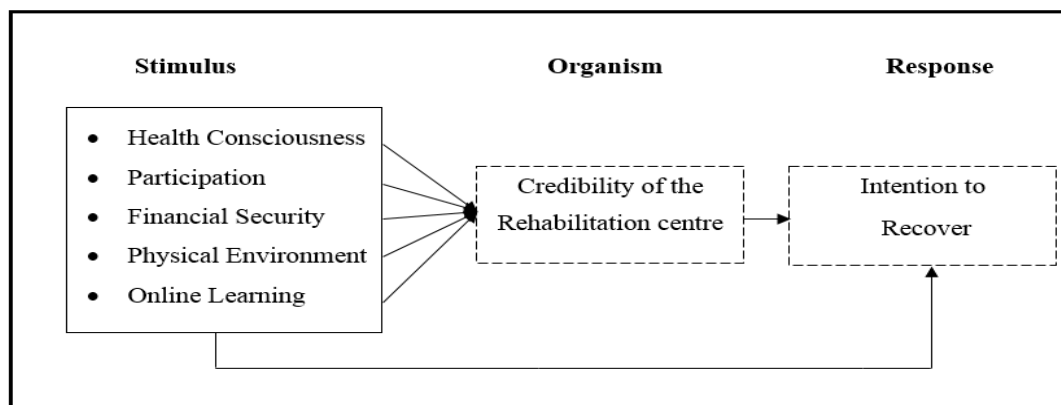 Stimulus
Organism
Response
• Health Consciousness
• Participation
• Financial Security
• Physical Environment
• Online Learning
Credibility of the
Rehabilitation centre
Intention to
Recover